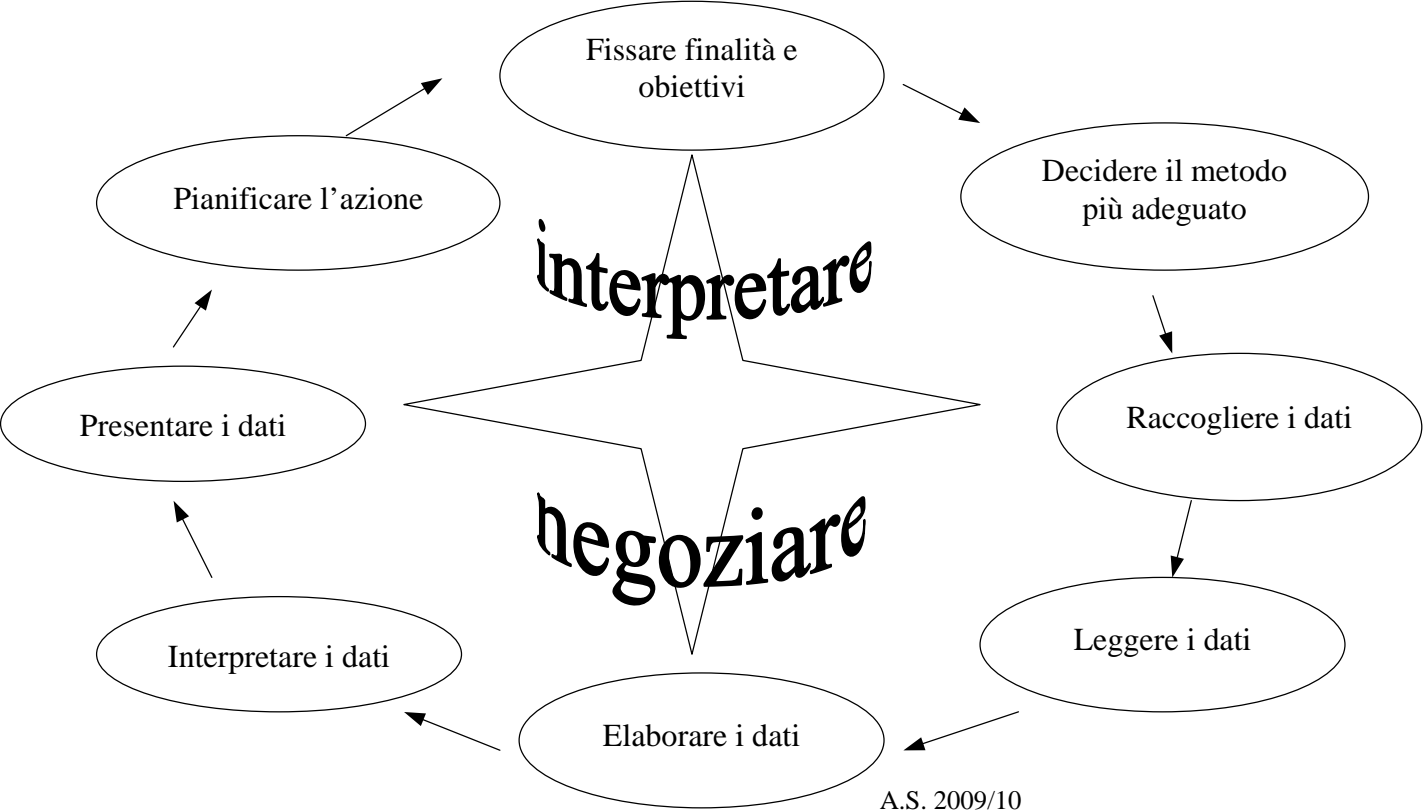 Fissare finalità e
obiettivi
Decidere il metodo
più adeguato
Pianificare l’azione
interpretare
Raccogliere i dati
Presentare i dati
negoziare
Leggere i dati
Interpretare i dati
Elaborare i dati
A.S. 2009/10